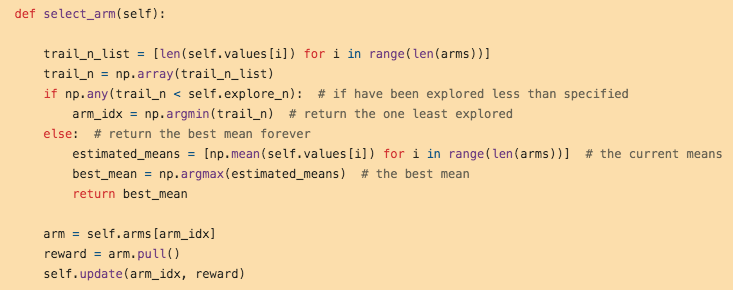 def select_arm(self):
trail_n_list = [len(self.values[i]) for i in range(len(arms))]
trail_n = np.array(trail_n_list)
if np.any(trail_n < self.explore_n):  # if have been explored less than specified
arm_idx = np.argmin(trail_n)  # return the one least explored
else:  # return the best mean forever
estimated_means = [np.mean(self.values[i]) for i in range(len(arms))]  # the current means
best_mean = np.argmax(estimated_means)  # the best mean
return best_mean
arm = self.arms[arm_idx]
reward = arm.pull()
self.update(arm_idx, reward)